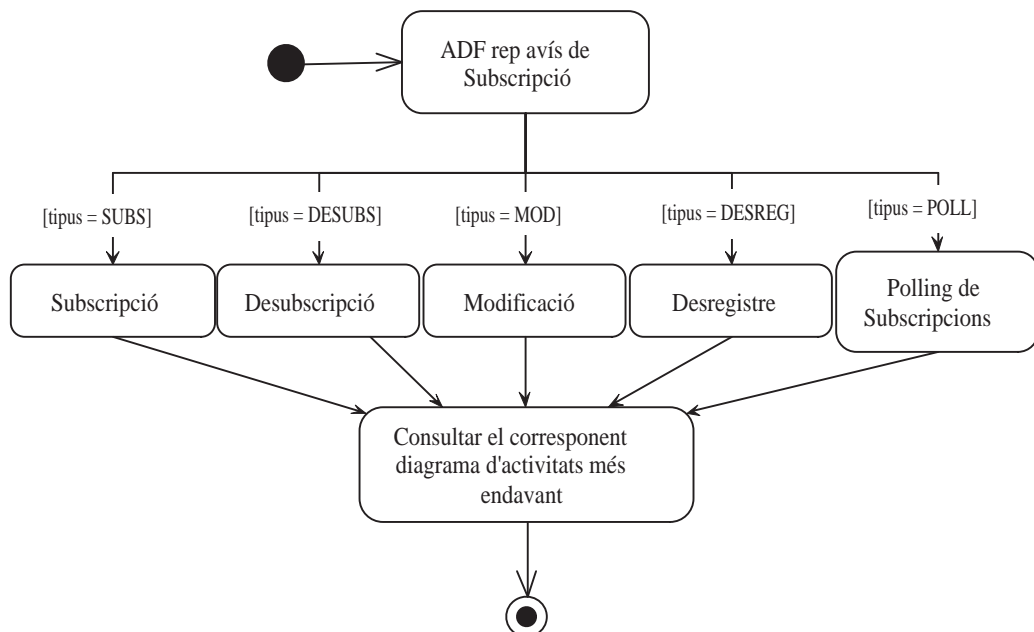 ADF rep avís de
Subscripció
[tipus = SUBS]
[tipus = DESUBS]
[tipus = MOD]
[tipus = DESREG]
[tipus = POLL]
Subscripció
Desubscripció
Modificació
Desregistre
Polling de
Subscripcions
Consultar el corresponent
diagrama d'activitats més
endavant